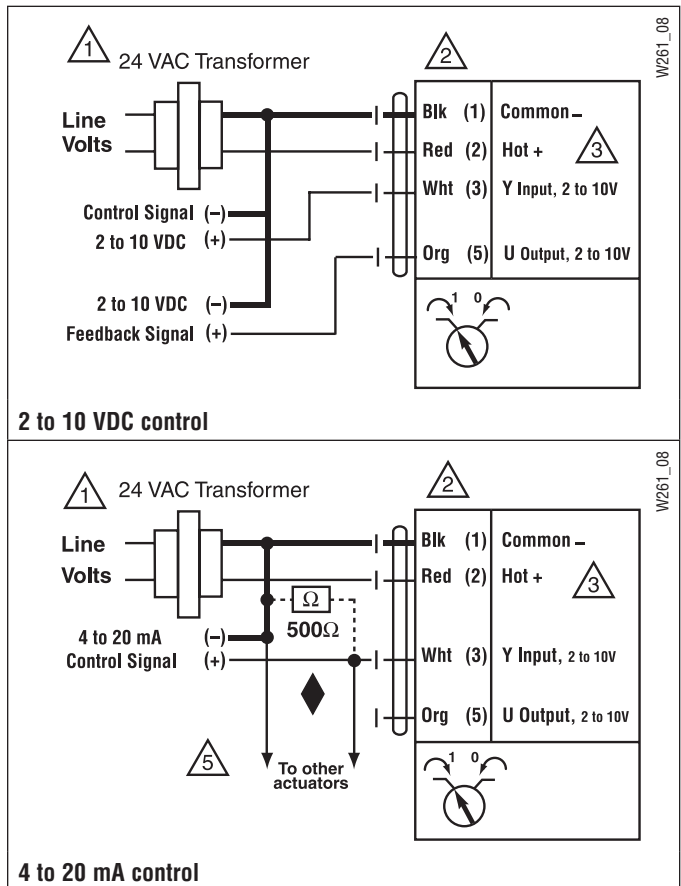 W261_08
1 24 VAC Transformer 2
Line Volts
Blk (1) Common –
Red (2) Hot + 3
Wht (3) Y Input, 2 to 10V
Control Signal (–)
2 to 10 VDC (+)
Org (5) U Output, 2 to 10V
2 to 10 VDC (–)
Feedback Signal (+)
1 0
2 to 10 VDC control
W261_08
1 24 VAC Transformer 2
Line
Volts
Blk (1) Common –
Red (2) Hot + 3
Ω
500Ω
4 to 20 mA (–)
Control Signal (+)
Wht (3) Y Input, 2 to 10V
Org (5) U Output, 2 to 10V
5
To other
actuators
1 0
4 to 20 mA control